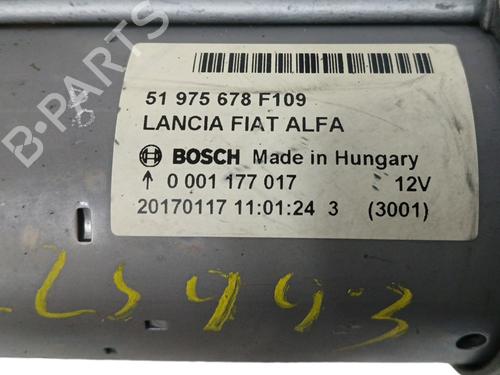 B-PARTS
51 975 678 F109
LANCIA FIAT ALFA
BOSCH Made in Hungary
↑ 0 001 177 017 12V
20170117 11:01:24 3 (3001)